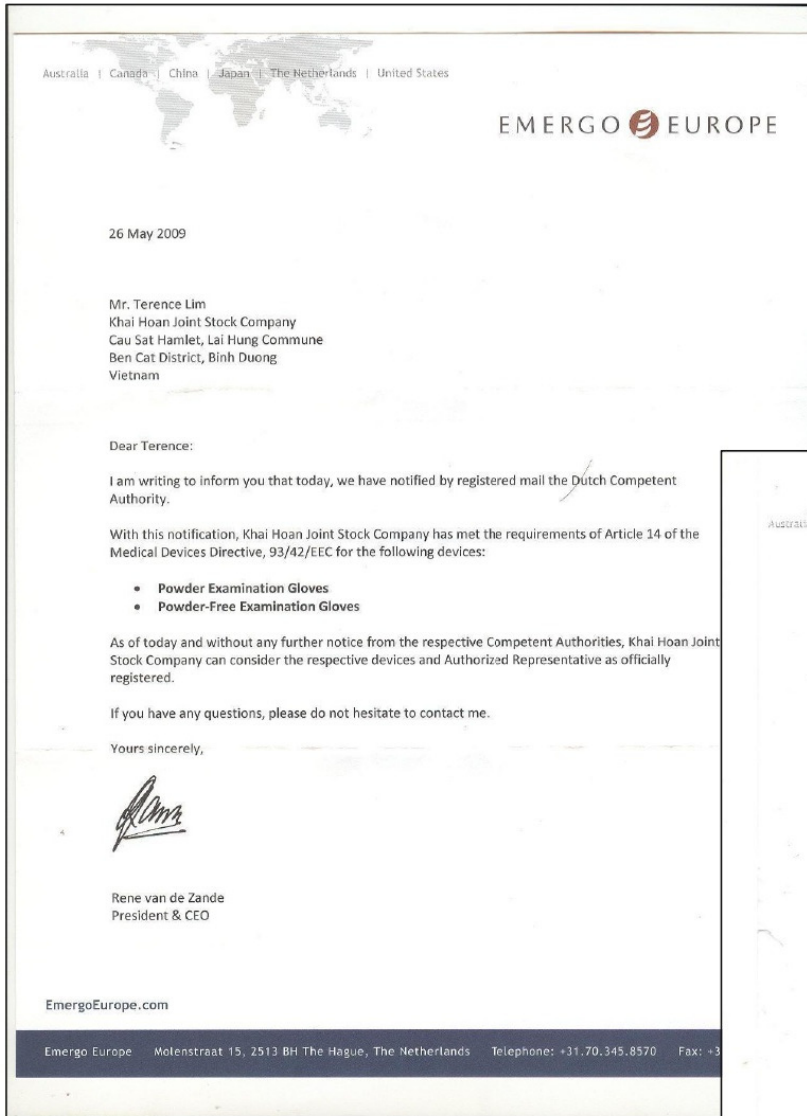 Australia | Canada | China | Japan | The Netherlands | United States
EMERGO EUROPE
26 May 2009
Mr. Terence Lim
Khai Hoan Joint Stock Company
Cau Sat Hamlet, Lai Hung Commune
Ben Cat District, Binh Duong
Vietnam
Dear Terence:
I am writing to inform you that today, we have notified by registered mail the Dutch Competent
Authority.
With this notification, Khai Hoan Joint Stock Company has met the requirements of Article 14 of the
Medical Devices Directive, 93/42/EEC for the following devices:
• Powder Examination Gloves
• Powder-Free Examination Gloves
As of today and without any further notice from the respective Competent Authorities, Khai Hoan Joint
Stock Company can consider the respective devices and Authorized Representative as officially
registered.
If you have any questions, please do not hesitate to contact me.
Yours sincerely,
Rene van de Zande
President & CEO
EmergoEurope.com
Emergo Europe Molenstraat 15, 2513 BH The Hague, The Netherlands Telephone: +31.70.345.8570 Fax: +3